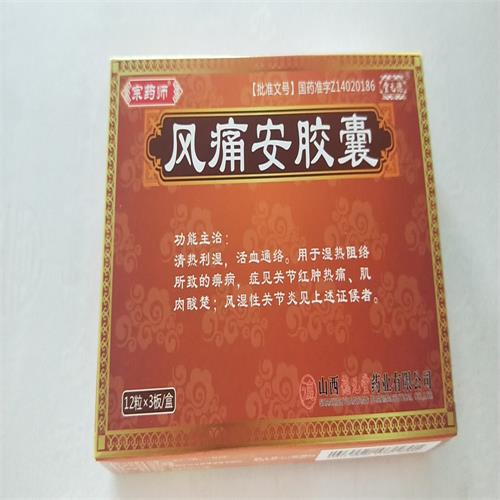 宗药师
【批准文号】国药准字Z14020186
风痛安胶囊
功能主治:
清热利湿，活血通络。用于湿热阻络
所致的痹病，症见关节红肿热痛、肌
肉酸楚；风湿性关节炎见上述证候者。
12粒×3板/盒
山西 药业有限公司